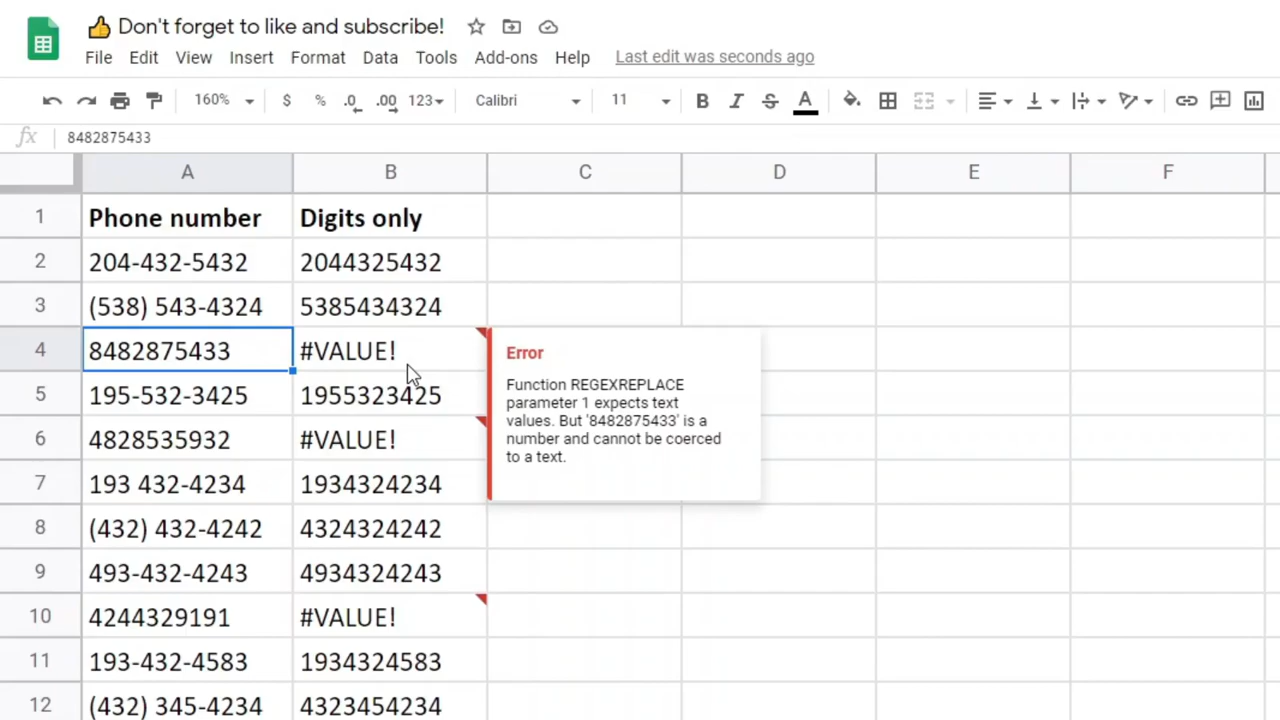 👍 Don't forget to like and subscribe!
File Edit View Insert Format Data Tools Add-ons Help Last edit was seconds ago
160% $ % .0 .00 123 Calibri 11 B I S A
fx 8482875433
A B C D E F
1 Phone number Digits only
2 204-432-5432 2044325432
3 (538) 543-4324 5385434324
4 8482875433 #VALUE!
Error
Function REGEXREPLACE
parameter 1 expects text
values. But '8482875433' is a
number and cannot be coerced
to a text.
5 195-532-3425 1955323425
6 4828535932 #VALUE!
7 193 432-4234 1934324234
8 (432) 432-4242 4324324242
9 493-432-4243 4934324243
10 4244329191 #VALUE!
11 193-432-4583 1934324583
12 (432) 345-4234 4323454234